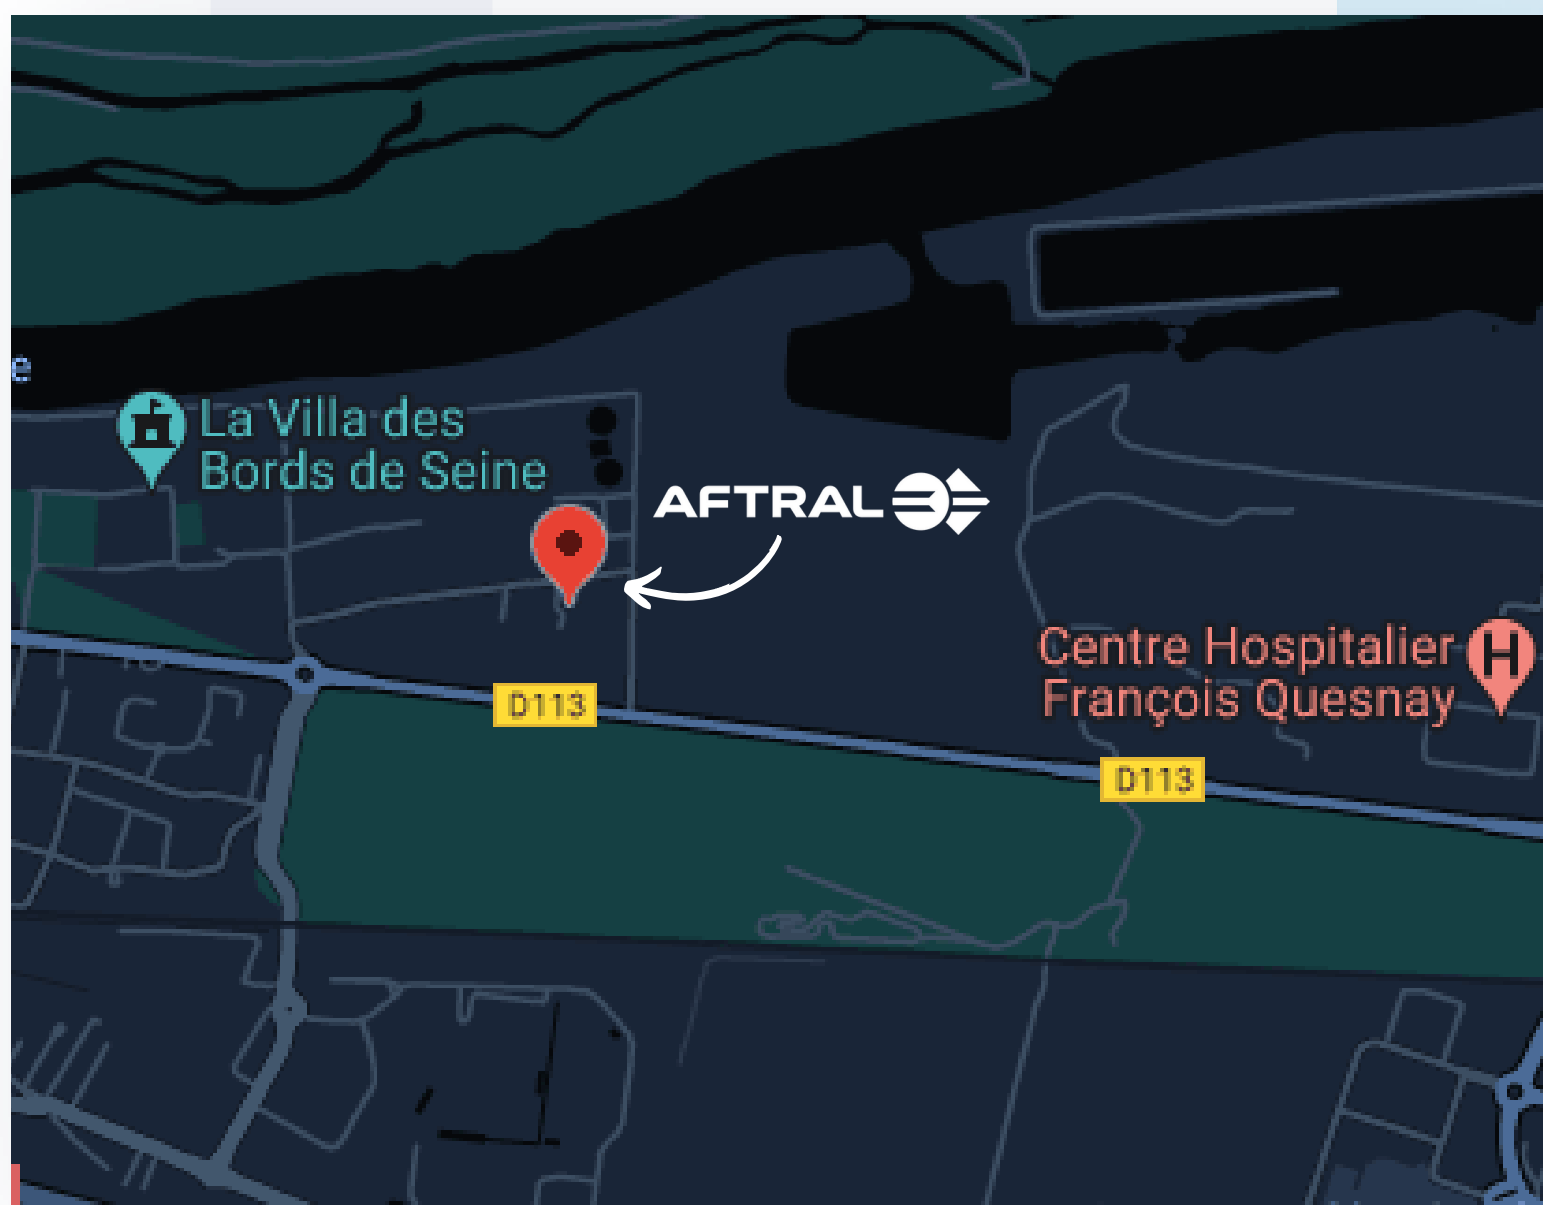 e
La Villa des
Bords de Seine
AFTRAL
Centre Hospitalier
François Quesnay
H
D113
D113